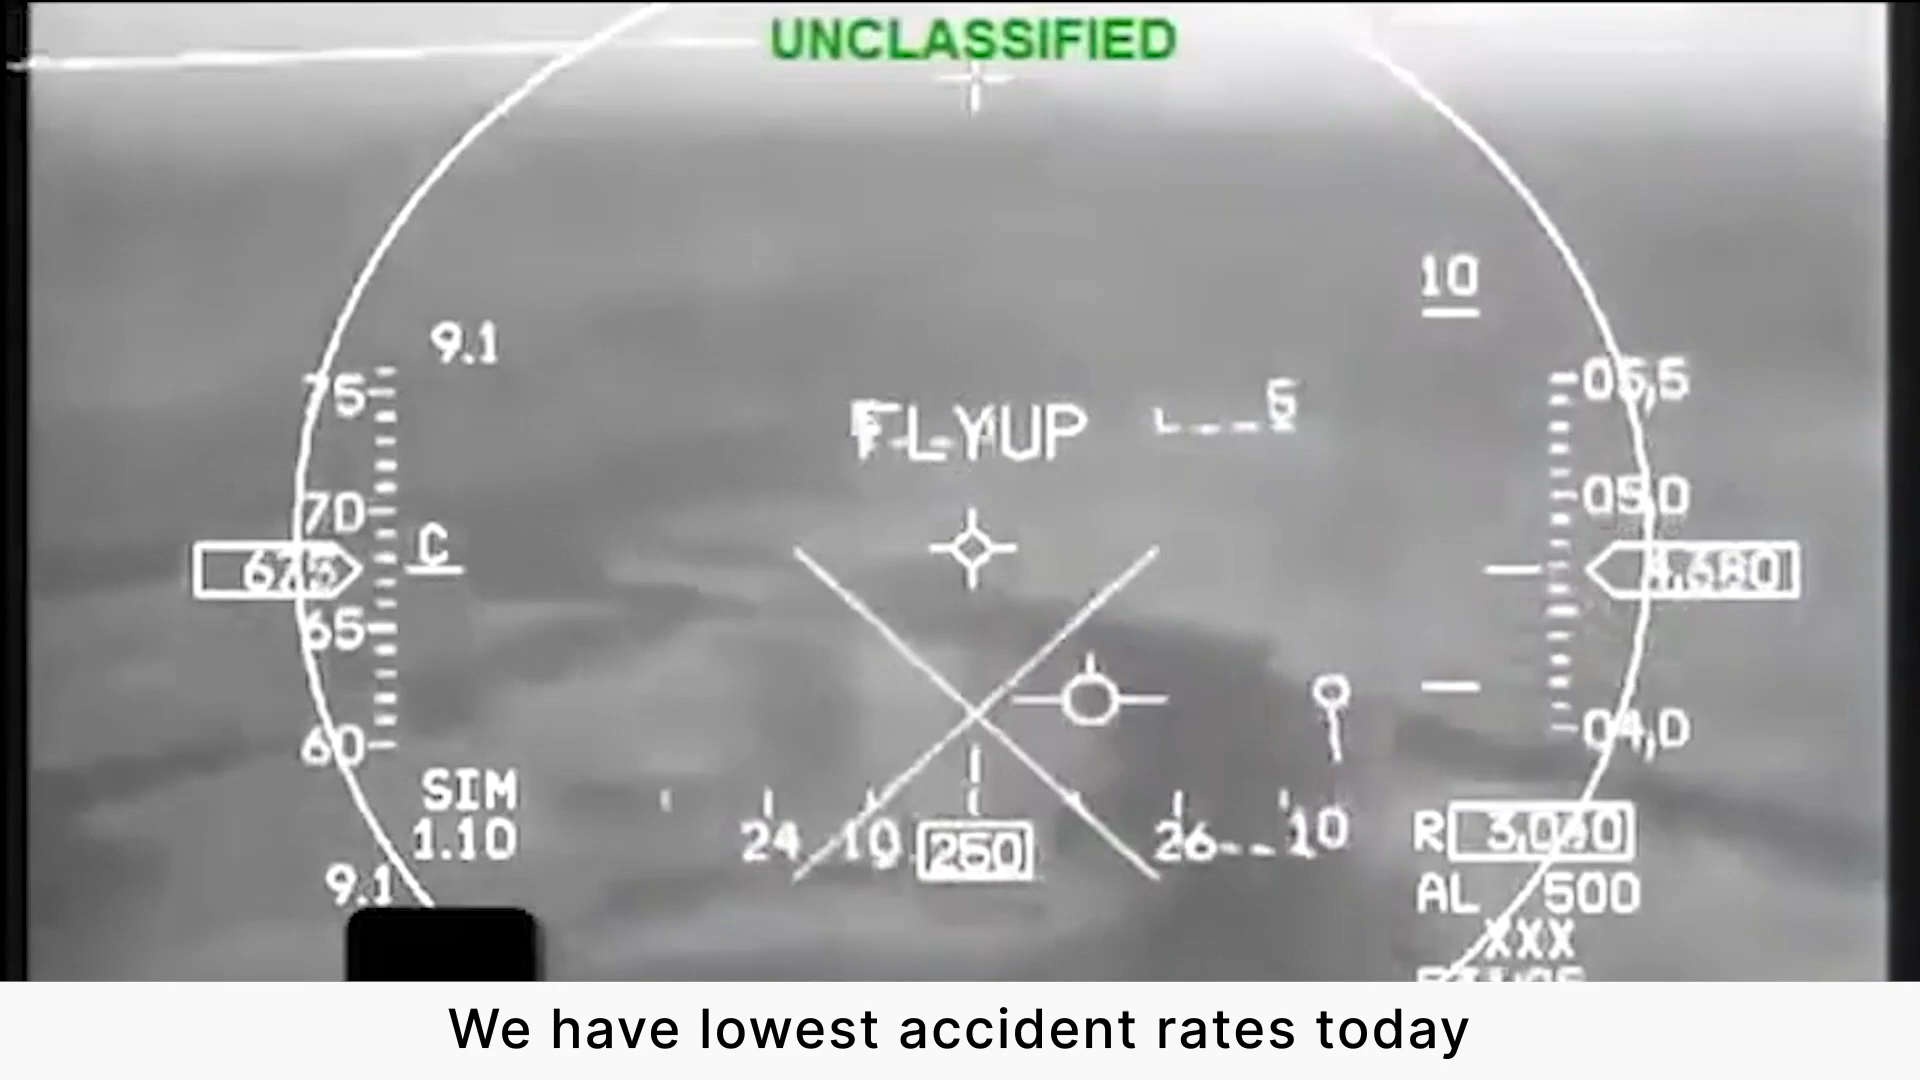 UNCLASSIFIED
10
9.1
75
05,5
FLYUP
5
70
05,0
C
65
60
04,0
SIM
1.10
24
10
250
26
10
R
AL 500
9.1
XXX
We have lowest accident rates today